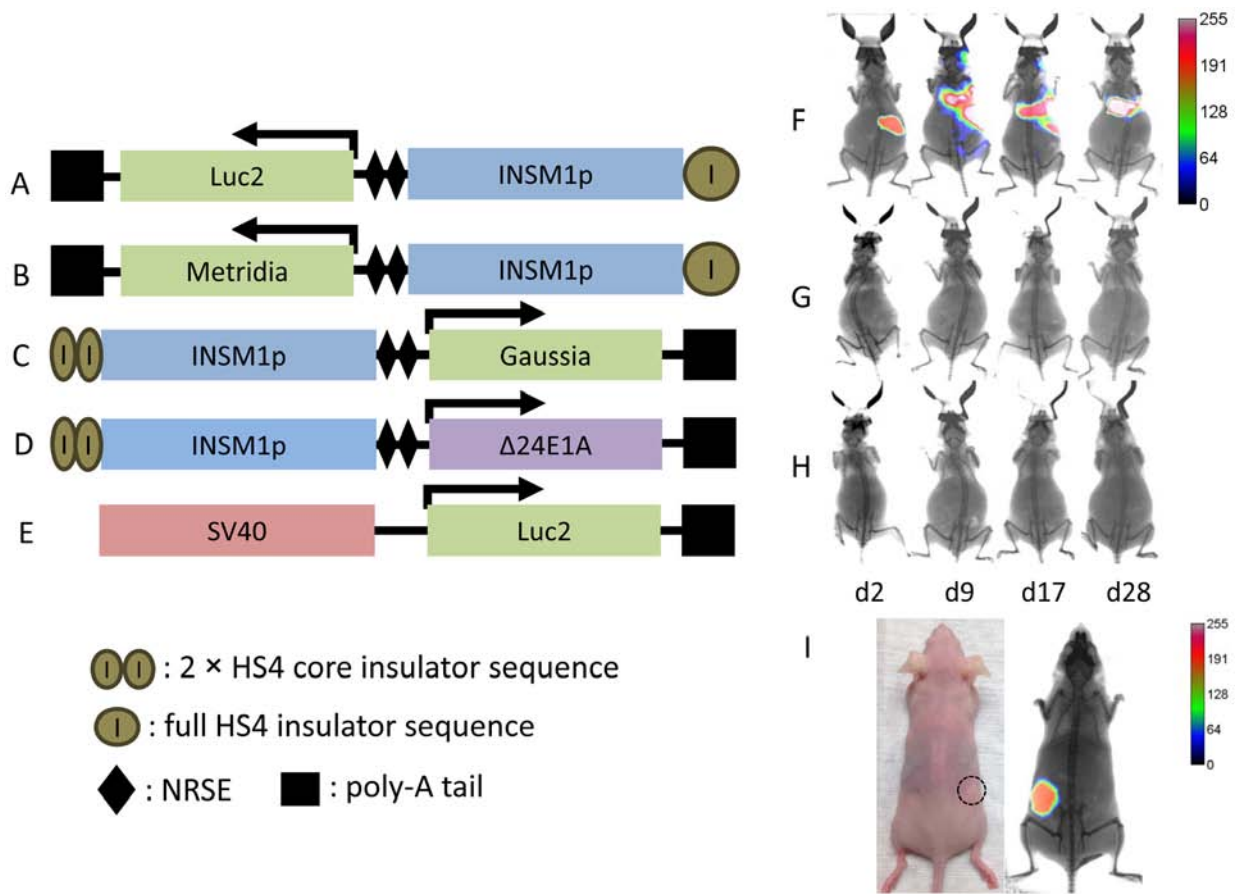 A Luc2 INSM1p I
B Metridia INSM1p I
C I I INSM1p Gaussia
D I I INSM1p Δ24E1A
E SV40 Luc2
I I : 2 × HS4 core insulator sequence
I : full HS4 insulator sequence
: NRSE : poly-A tail
F
255
191
128
64
0
G
H
d2 d9 d17 d28
I
255
191
128
64
0